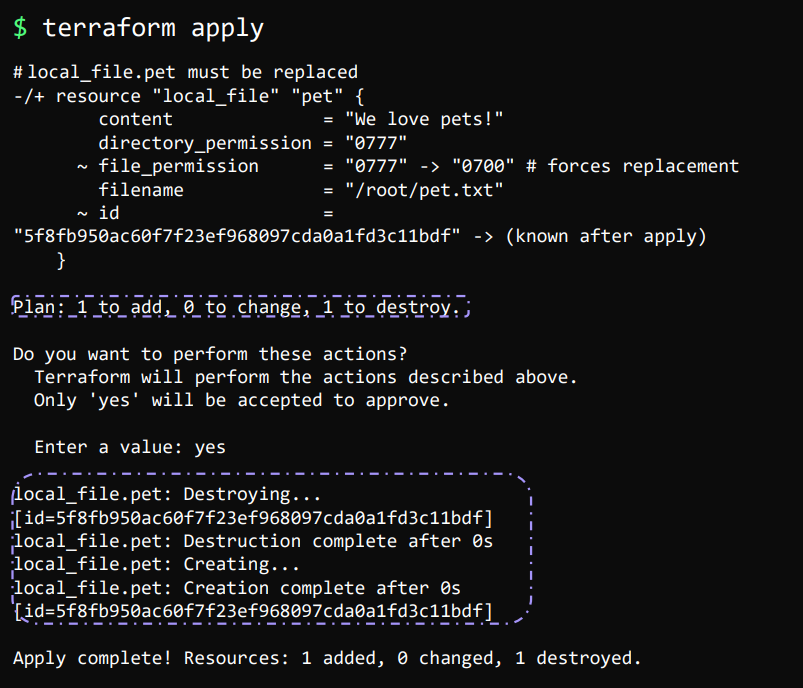 $ terraform apply
# local_file.pet must be replaced
-/+ resource "local_file" "pet" {
        content              = "We love pets!"
        directory_permission = "0777"
      ~ file_permission      = "0777" -> "0700" # forces replacement
        filename             = "/root/pet.txt"
      ~ id                   =
"5f8fb950ac60f7f23ef968097cda0a1fd3c11bdf" -> (known after apply)
    }
Plan: 1 to add, 0 to change, 1 to destroy.
Do you want to perform these actions?
  Terraform will perform the actions described above.
  Only 'yes' will be accepted to approve.
  Enter a value: yes
local_file.pet: Destroying...
[id=5f8fb950ac60f7f23ef968097cda0a1fd3c11bdf]
local_file.pet: Destruction complete after 0s
local_file.pet: Creating...
local_file.pet: Creation complete after 0s
[id=5f8fb950ac60f7f23ef968097cda0a1fd3c11bdf]
Apply complete! Resources: 1 added, 0 changed, 1 destroyed.